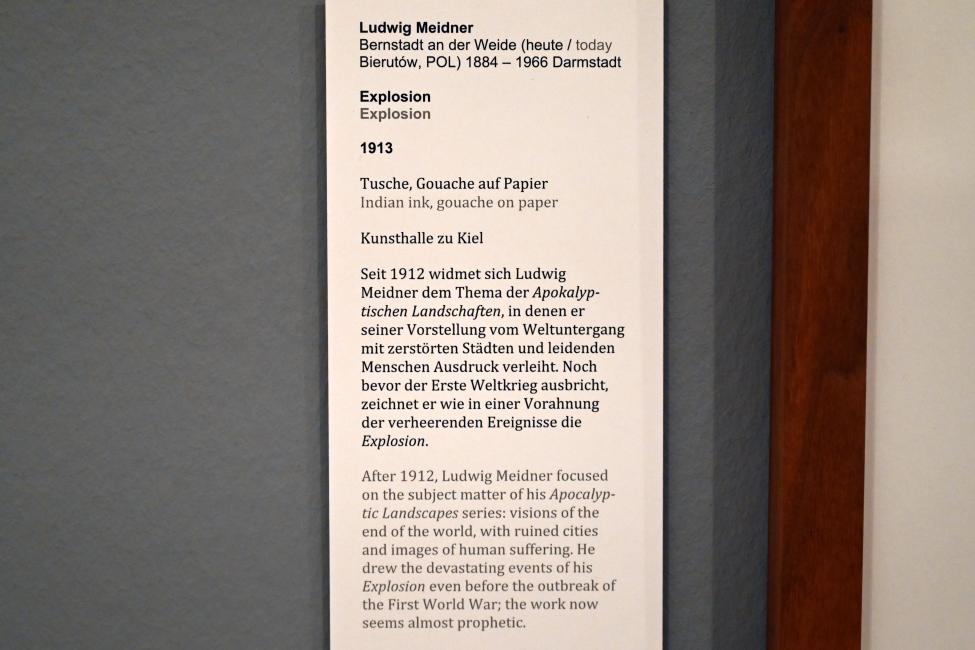 Ludwig Meidner
Bernstadt an der Weide (heute / today
Bierutów, POL) 1884 – 1966 Darmstadt
Explosion
Explosion
1913
Tusche, Gouache auf Papier
Indian ink, gouache on paper
Kunsthalle zu Kiel
Seit 1912 widmet sich Ludwig
Meidner dem Thema der Apokalyp-
tischen Landschaften, in denen er
seiner Vorstellung vom Weltuntergang
mit zerstörten Städten und leidenden
Menschen Ausdruck verleiht. Noch
bevor der Erste Weltkrieg ausbricht,
zeichnet er wie in einer Vorahnung
der verheerenden Ereignisse die
Explosion.
After 1912, Ludwig Meidner focused
on the subject matter of his Apocalyp-
tic Landscapes series: visions of the
end of the world, with ruined cities
and images of human suffering. He
drew the devastating events of his
Explosion even before the outbreak of
the First World War; the work now
seems almost prophetic.